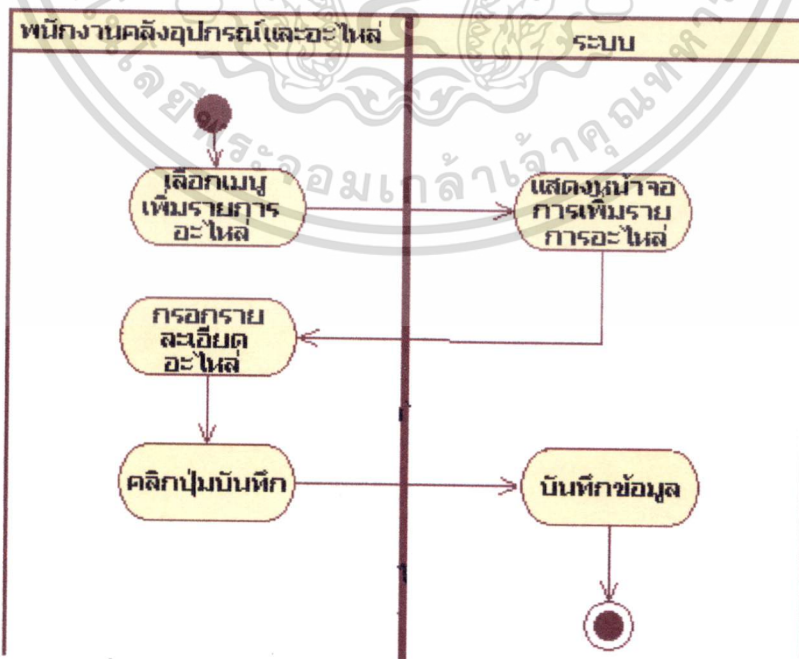 พนักงานคลังอุปกรณ์และอะไหล่
ระบบ
เลือกเมนู
เพิ่มรายการ
อะไหล่
แสดงหน้าจอ
การเพิ่มราย
การอะไหล่
กรอกราย
ละเอียด
อะไหล่
คลิกปุ่มบันทึก
บันทึกข้อมูล